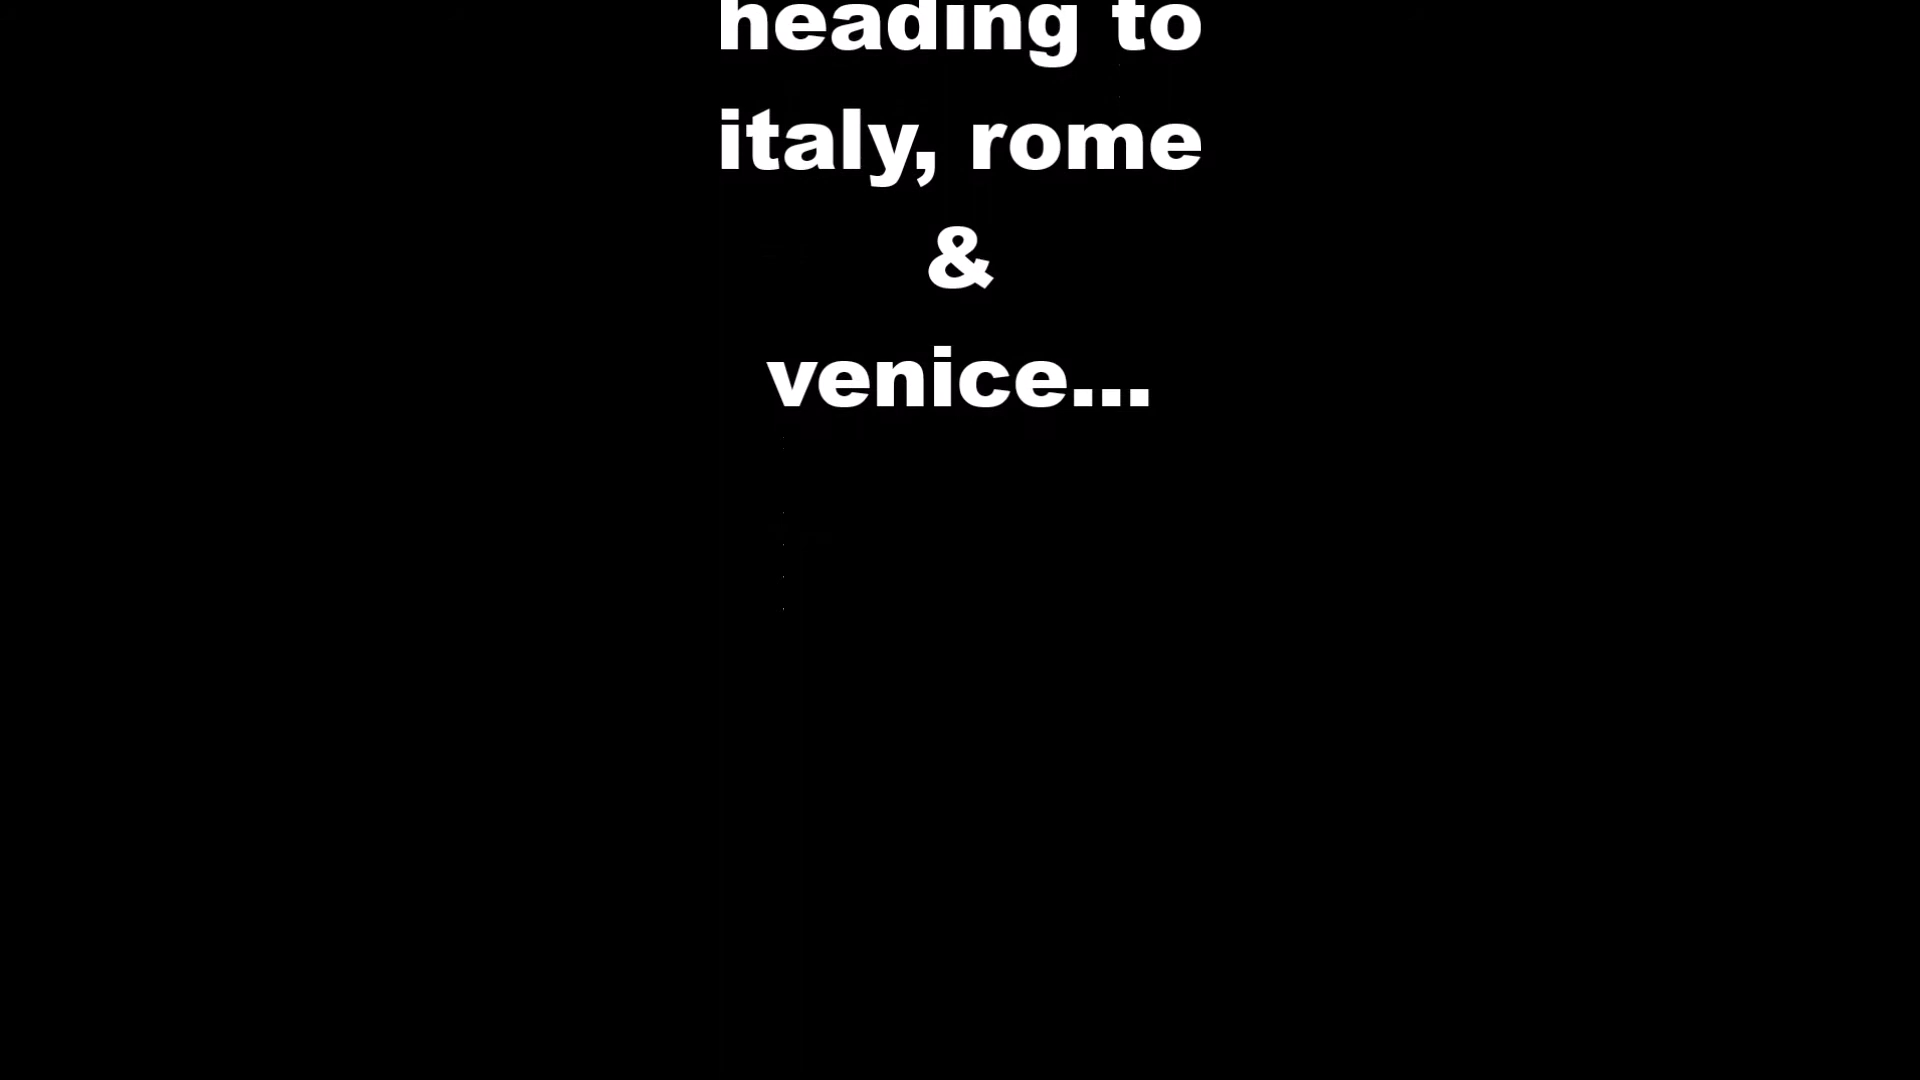 heading to
italy, rome
&
venice...